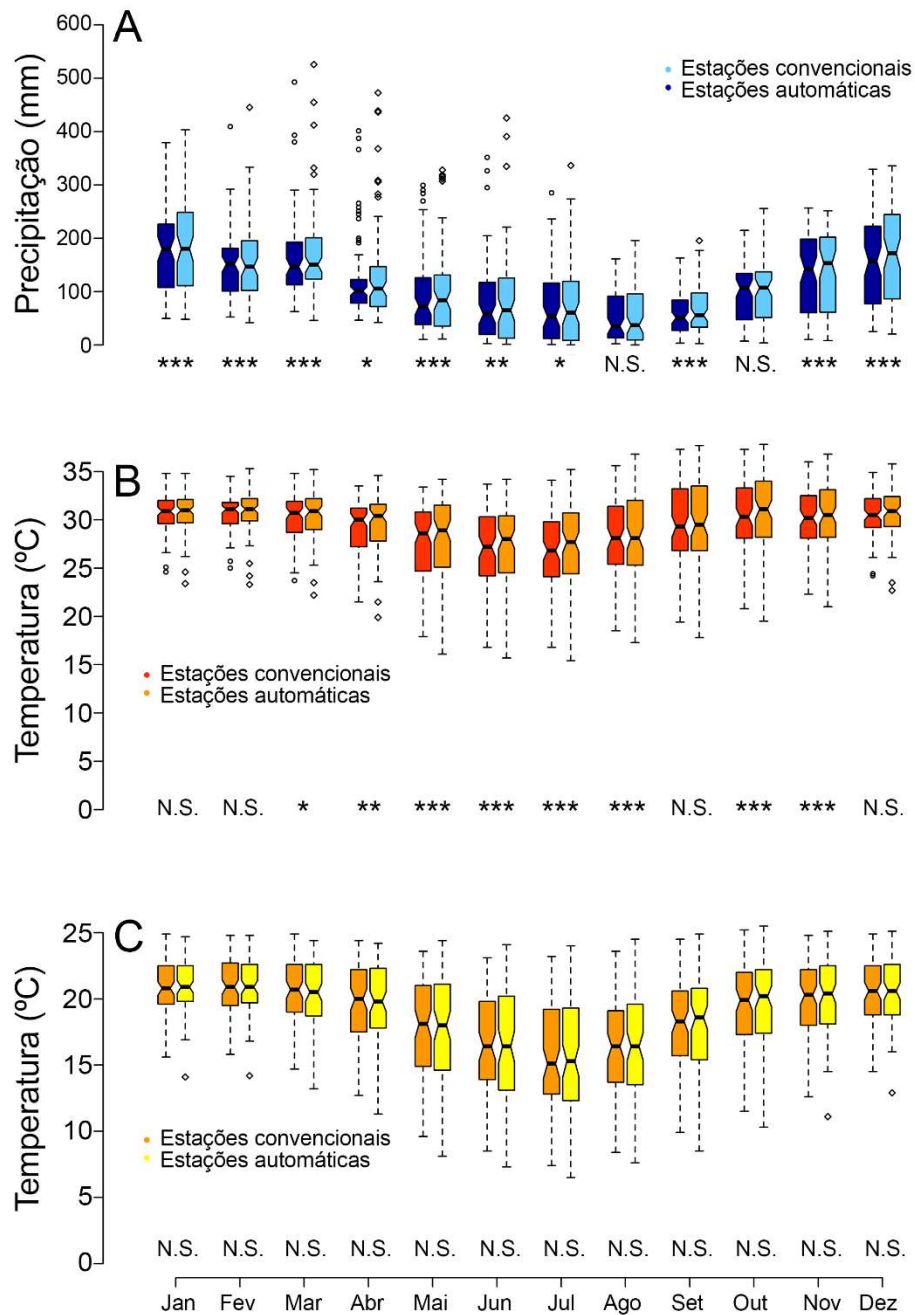 A
Precipitação (mm)
600
500
400
300
200
100
0
Estações convencionais
Estações automáticas
*** *** *** * *** ** * N.S. *** N.S. *** ***
B
Temperatura (ºC)
35
30
25
20
15
10
5
0
Estações convencionais
Estações automáticas
N.S. N.S. * ** *** *** *** *** N.S. *** *** N.S.
C
Temperatura (ºC)
25
20
15
10
5
0
Estações convencionais
Estações automáticas
N.S. N.S. N.S. N.S. N.S. N.S. N.S. N.S. N.S. N.S. N.S. N.S.
Jan Fev Mar Abr Mai Jun Jul Ago Set Out Nov Dez